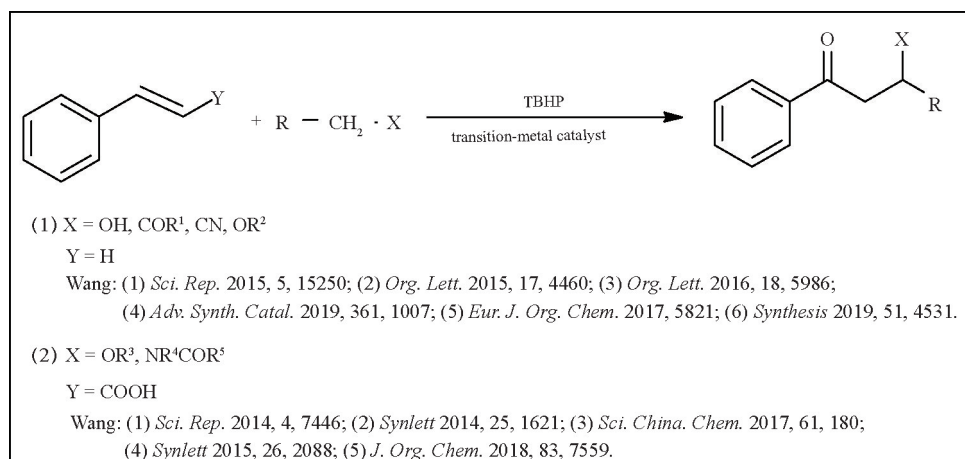 O
X
Y
R
TBHP
+ R — CH₂ · X
transition-metal catalyst
(1) X = OH, COR¹, CN, OR²
Y = H
Wang: (1) Sci. Rep. 2015, 5, 15250; (2) Org. Lett. 2015, 17, 4460; (3) Org. Lett. 2016, 18, 5986;
(4) Adv. Synth. Catal. 2019, 361, 1007; (5) Eur. J. Org. Chem. 2017, 5821; (6) Synthesis 2019, 51, 4531.
(2) X = OR³, NR⁴COR⁵
Y = COOH
Wang: (1) Sci. Rep. 2014, 4, 7446; (2) Synlett 2014, 25, 1621; (3) Sci. China. Chem. 2017, 61, 180;
(4) Synlett 2015, 26, 2088; (5) J. Org. Chem. 2018, 83, 7559.